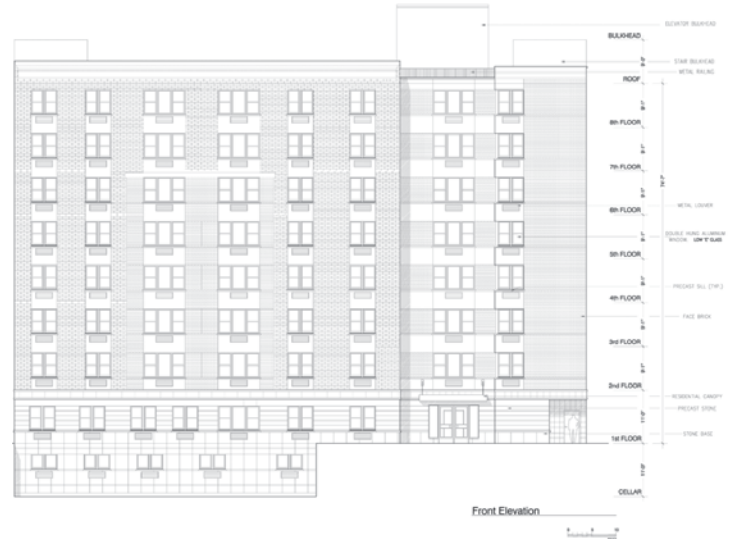 ELEVATOR BULKHEAD
BULKHEAD
STAIR BULKHEAD
METAL RAILING
ROOF
8th FLOOR
7th FLOOR
6th FLOOR
METAL LOUVER
DOUBLE HUNG ALUMINUM
WINDOW. LOW 'E' GLASS
5th FLOOR
PRECAST SILL (TYP.)
4th FLOOR
FACE BRICK
3rd FLOOR
2nd FLOOR
RESIDENTIAL CANOPY
PRECAST STONE
1st FLOOR
STONE BASE
CELLAR
Front Elevation